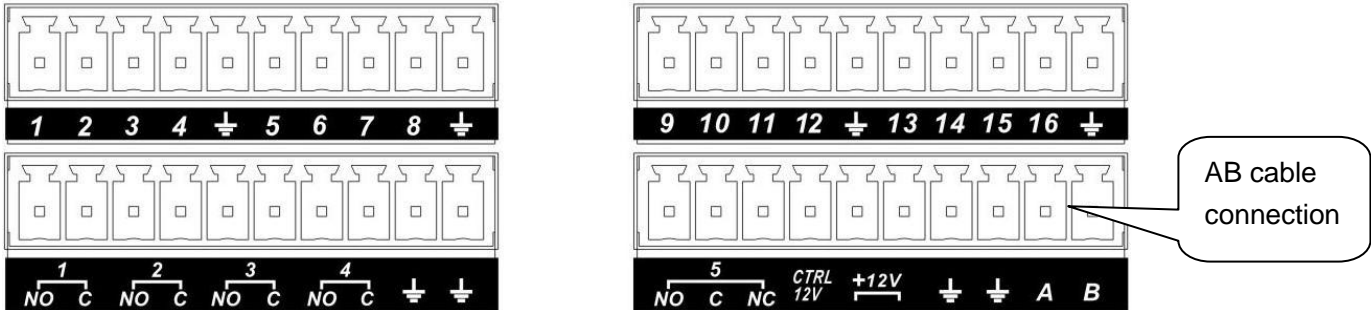 1 2 3 4 5 6 7 8
9 10 11 12 13 14 15 16
AB cable
connection
1 2 3 4
NO C NO C NO C NO C
5 CTRL 12V +12V
NO C NC A B